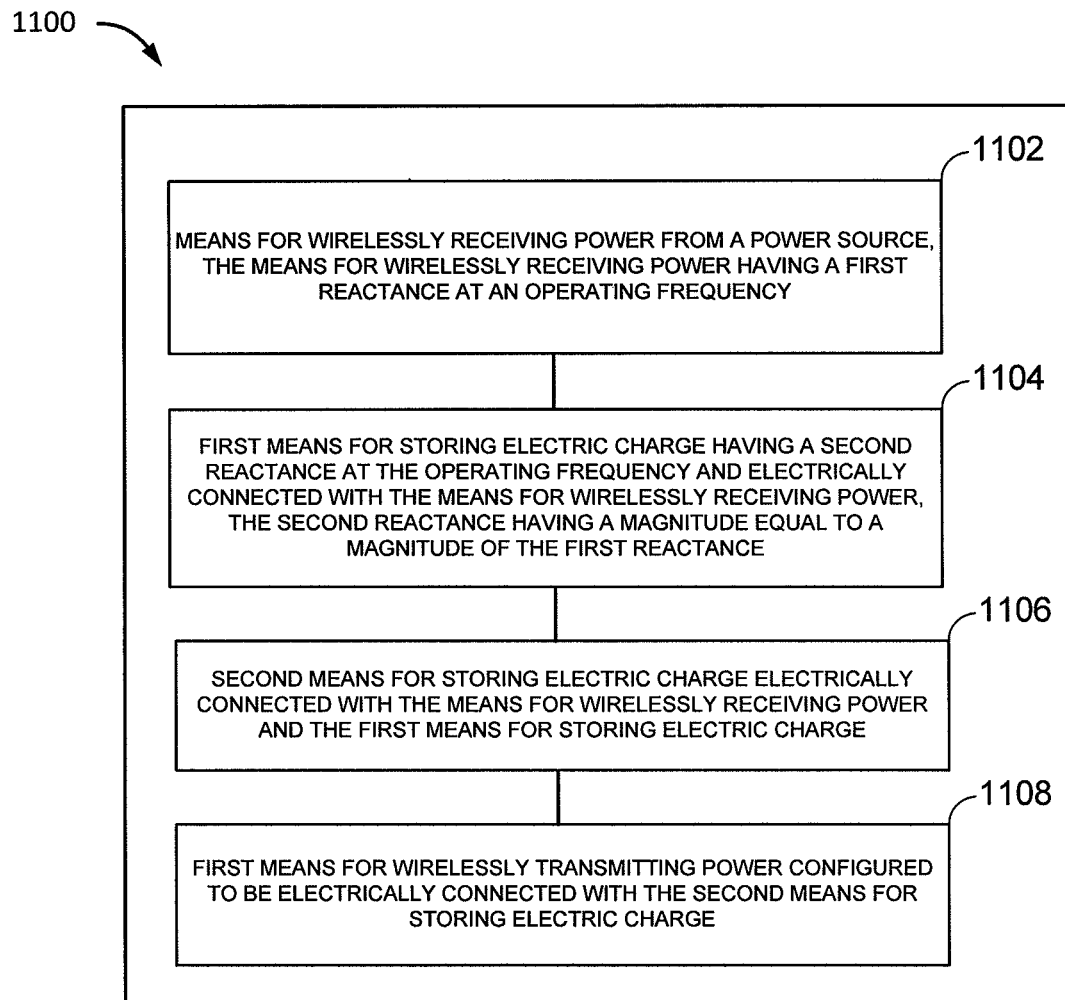 1100
1102
MEANS FOR WIRELESSLY RECEIVING POWER FROM A POWER SOURCE,
THE MEANS FOR WIRELESSLY RECEIVING POWER HAVING A FIRST
REACTANCE AT AN OPERATING FREQUENCY
1104
FIRST MEANS FOR STORING ELECTRIC CHARGE HAVING A SECOND
REACTANCE AT THE OPERATING FREQUENCY AND ELECTRICALLY
CONNECTED WITH THE MEANS FOR WIRELESSLY RECEIVING POWER,
THE SECOND REACTANCE HAVING A MAGNITUDE EQUAL TO A
MAGNITUDE OF THE FIRST REACTANCE
1106
SECOND MEANS FOR STORING ELECTRIC CHARGE ELECTRICALLY
CONNECTED WITH THE MEANS FOR WIRELESSLY RECEIVING POWER
AND THE FIRST MEANS FOR STORING ELECTRIC CHARGE
1108
FIRST MEANS FOR WIRELESSLY TRANSMITTING POWER CONFIGURED
TO BE ELECTRICALLY CONNECTED WITH THE SECOND MEANS FOR
STORING ELECTRIC CHARGE